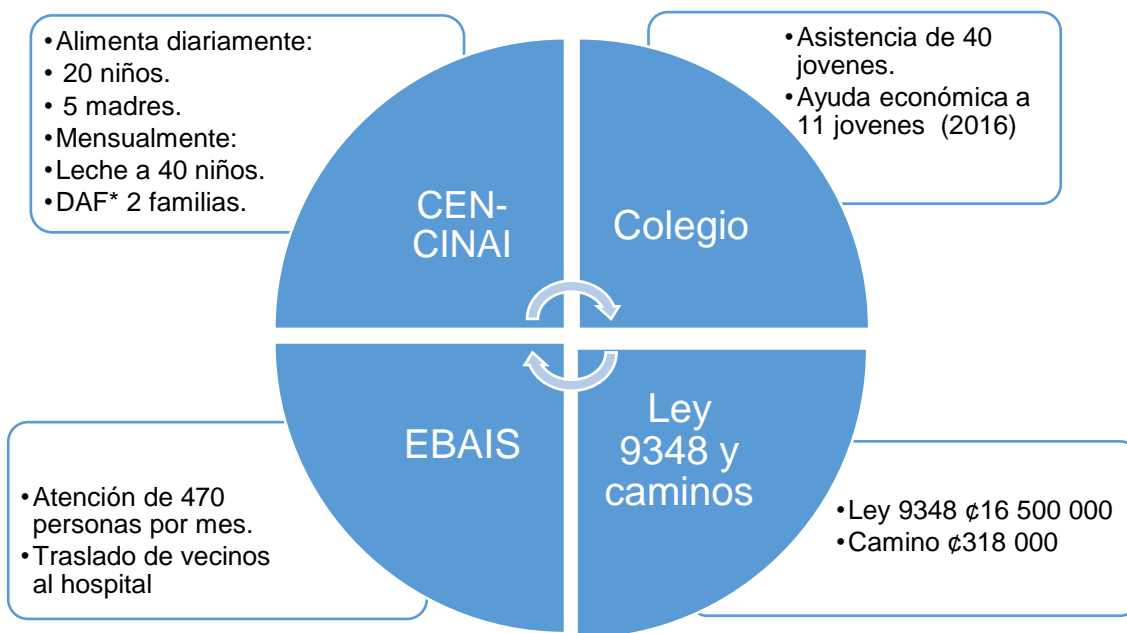 •Alimenta diariamente:
• 20 niños.
• 5 madres.
•Mensualmente:
Leche a 40 niños.
•DAF* 2 familias.
CEN-
CINAI
•Asistencia de 40
jovenes.
•Ayuda económica a
11 jovenes (2016)
Colegio
EBAIS
•Atención de 470
personas por mes.
•Traslado de vecinos
al hospital
Ley
9348 y
caminos
•Ley 9348 ¢16 500 000
•Camino ¢318 000